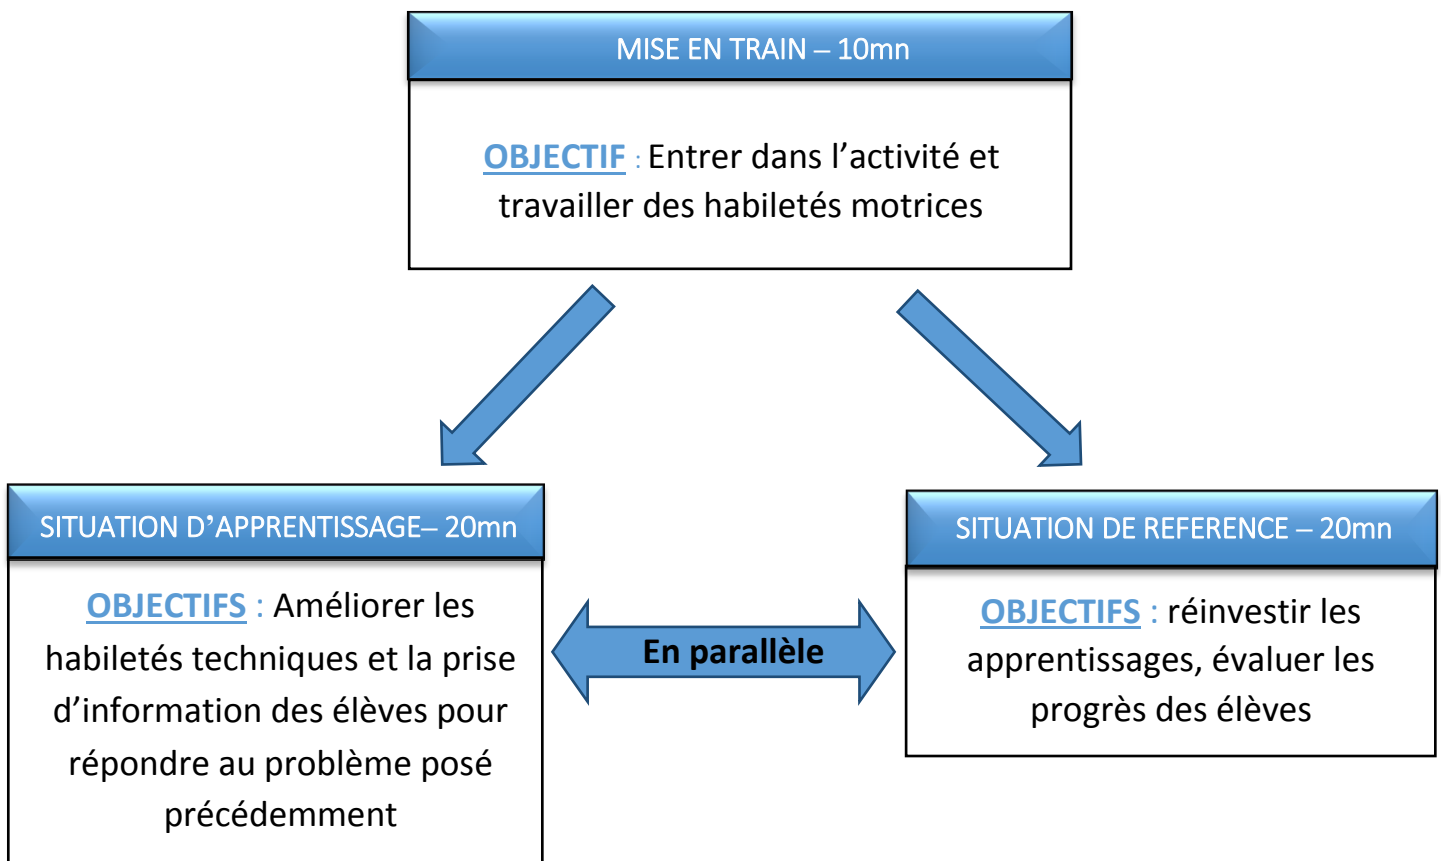 MISE EN TRAIN – 10mn
OBJECTIF : Entrer dans l’activité et
travailler des habiletés motrices
SITUATION D’APPRENTISSAGE– 20mn
OBJECTIFS : Améliorer les
habiletés techniques et la prise
d’information des élèves pour
répondre au problème posé
précédemment
En parallèle
SITUATION DE REFERENCE – 20mn
OBJECTIFS : réinvestir les
apprentissages, évaluer les
progrès des élèves